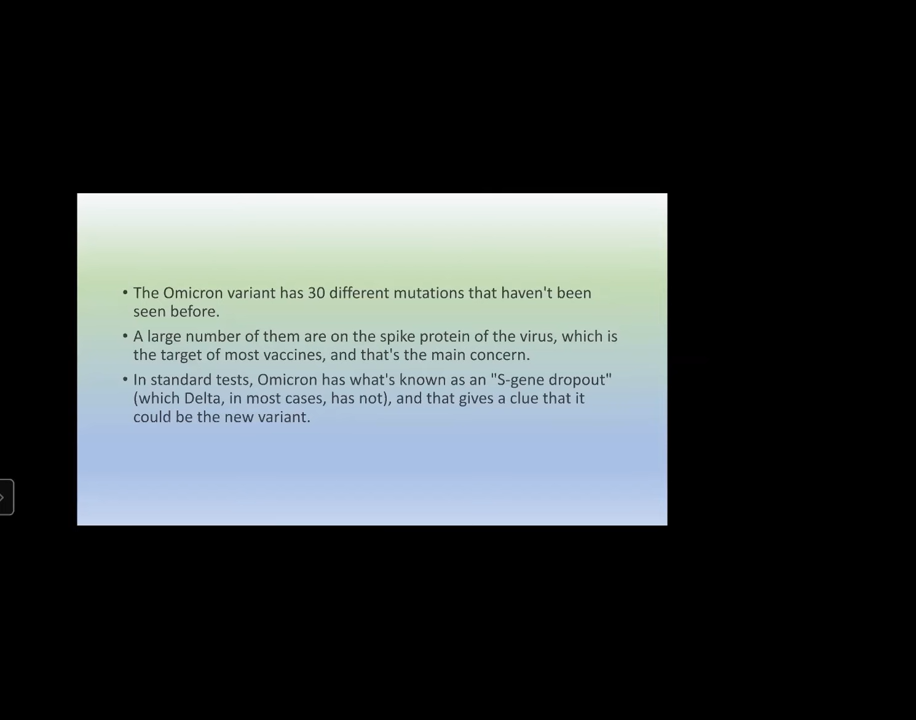 • The Omicron variant has 30 different mutations that haven't been
seen before.
• A large number of them are on the spike protein of the virus, which is
the target of most vaccines, and that's the main concern.
• In standard tests, Omicron has what's known as an "S-gene dropout"
(which Delta, in most cases, has not), and that gives a clue that it
could be the new variant.